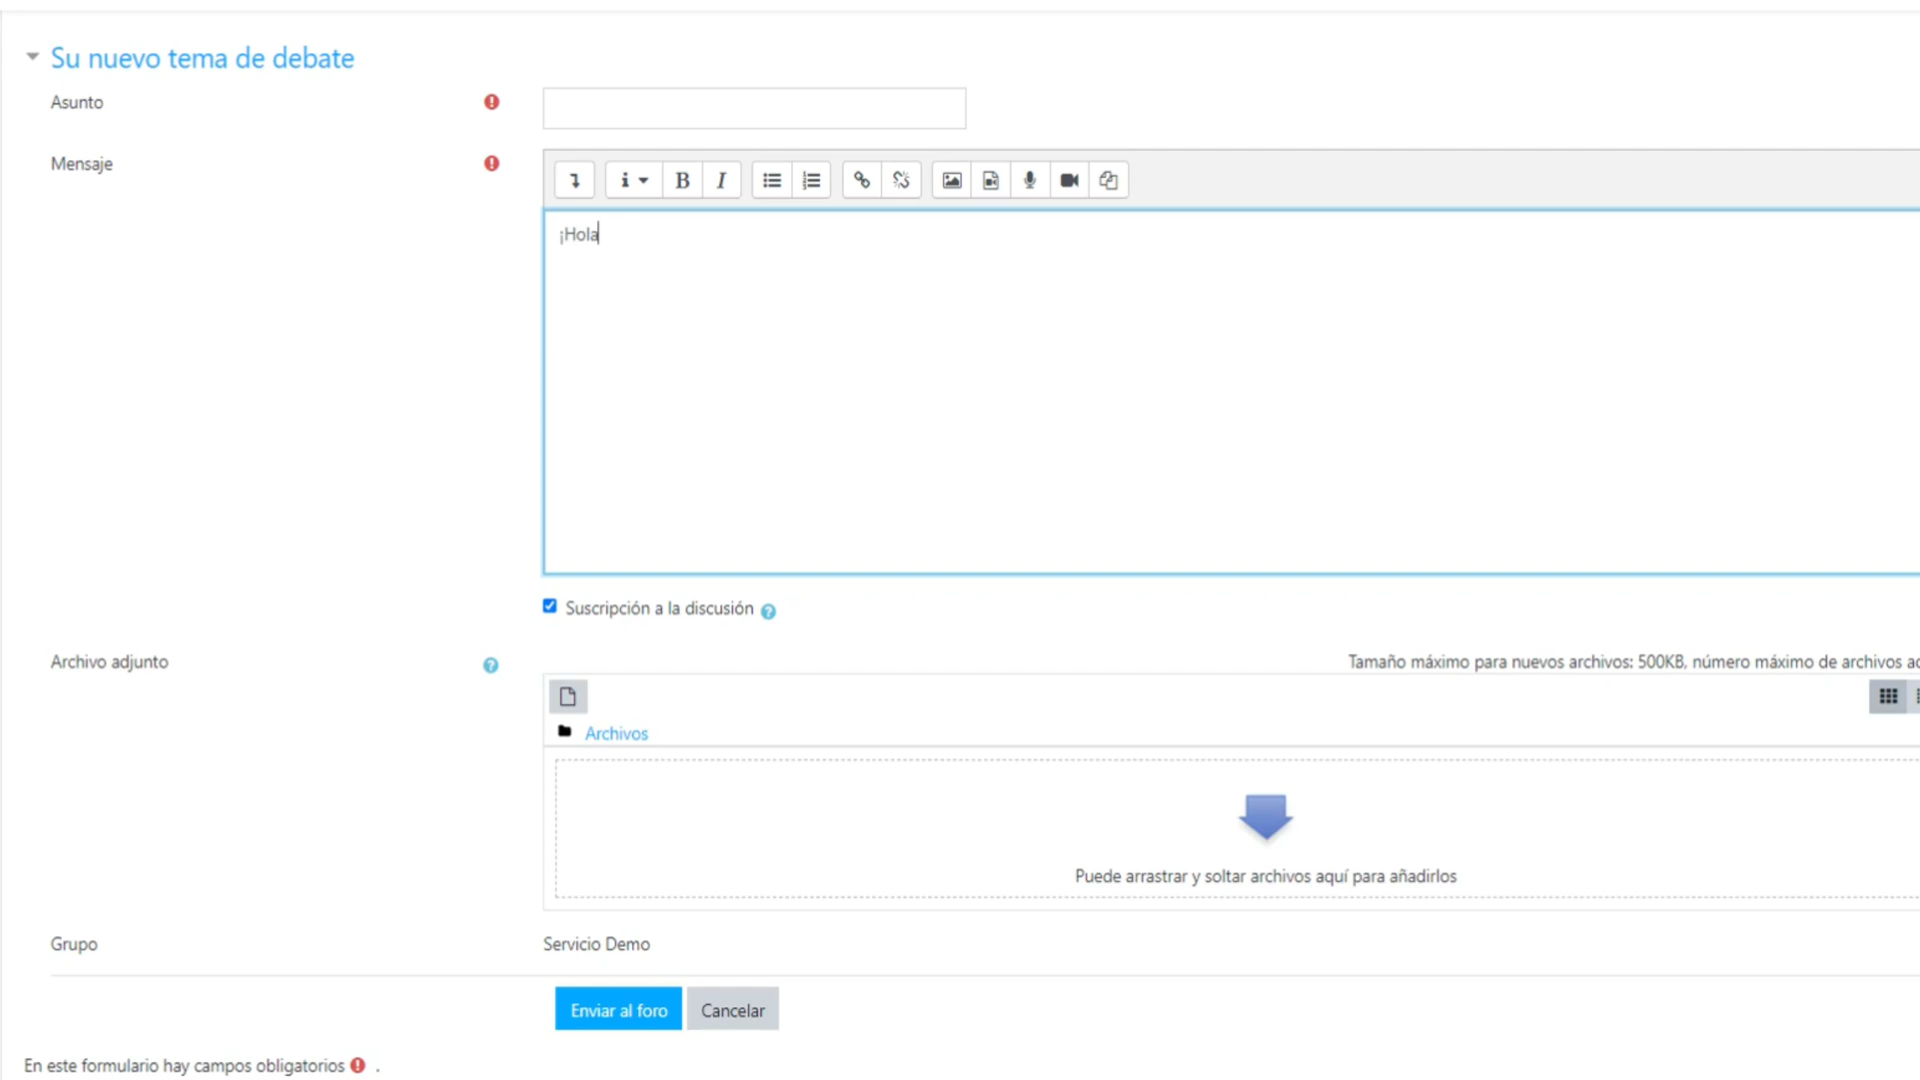 Su nuevo tema de debate
Asunto
Mensaje
¡Hola
Suscripción a la discusión
Archivo adjunto
Tamaño máximo para nuevos archivos: 500KB, número máximo de archivos
Archivos
Puede arrastrar y soltar archivos aquí para añadirlos
Grupo
Servicio Demo
Enviar al foro
Cancelar
En este formulario hay campos obligatorios .